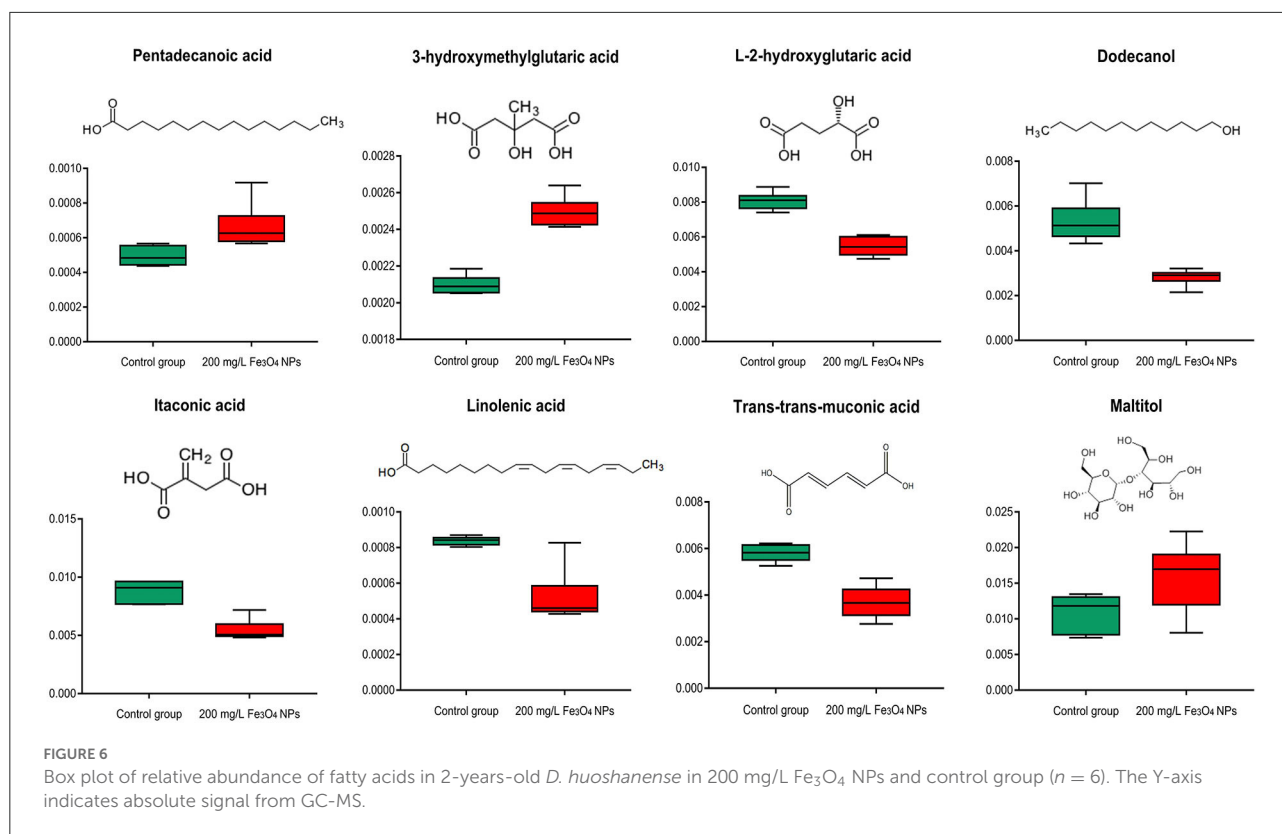 Pentadecanoic acid
O
HO
CH3
0.0010
0.0008
0.0006
0.0004
0.0002
0.0000
Control group 200 mg/L Fe3O4 NPs
3-hydroxymethylglutaric acid
CH3
HO O
O OH OH
0.0028
0.0026
0.0024
0.0022
0.0020
0.0018
Control group 200 mg/L Fe3O4 NPs
L-2-hydroxyglutaric acid
OH
O O
OH OH
0.010
0.008
0.006
0.004
0.002
0.000
Control group 200 mg/L Fe3O4 NPs
Dodecanol
H3C OH
0.008
0.006
0.004
0.002
0.000
Control group 200 mg/L Fe3O4 NPs
Itaconic acid
CH2 O
HO OH
O
0.015
0.010
0.005
0.000
Control group 200 mg/L Fe3O4 NPs
Linolenic acid
O
HO
CH3
0.0010
0.0008
0.0006
0.0004
0.0002
0.0000
Control group 200 mg/L Fe3O4 NPs
Trans-trans-muconic acid
O
HO
OH
O
0.008
0.006
0.004
0.002
0.000
Control group 200 mg/L Fe3O4 NPs
Maltitol
HO OH
HO OH
O O
HO OH OH
HO OH
OH
0.025
0.020
0.015
0.010
0.005
0.000
Control group 200 mg/L Fe3O4 NPs
FIGURE 6
Box plot of relative abundance of fatty acids in 2-years-old D. huoshanense in 200 mg/L Fe3O4 NPs and control group (n = 6). The Y-axis
indicates absolute signal from GC-MS.